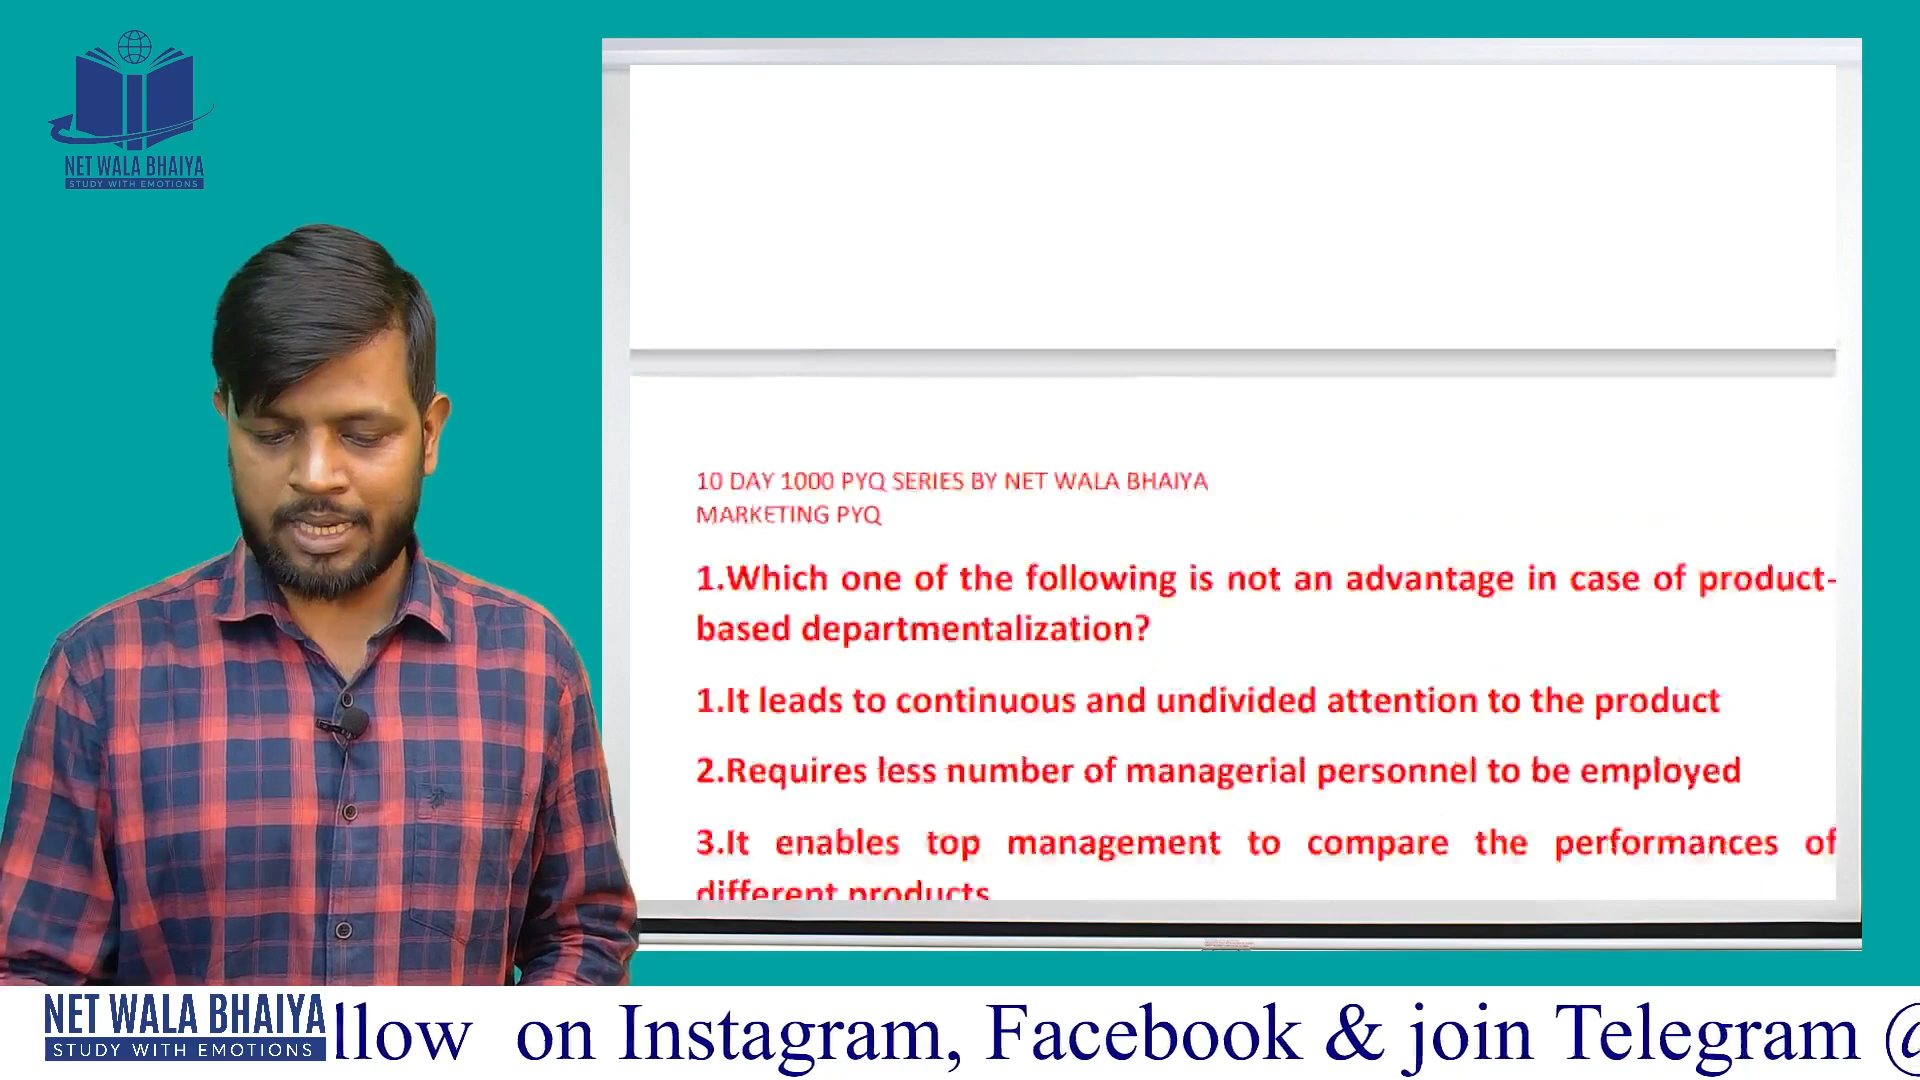 NET WALA BHAIYA
STUDY WITH EMOTIONS
10 DAY 1000 PYQ SERIES BY NET WALA BHAIYA
MARKETING PYQ
1.Which one of the following is not an advantage in case of product-
based departmentalization?
1.It leads to continuous and undivided attention to the product
2.Requires less number of managerial personnel to be employed
3.It enables top management to compare the performances of
different products
NET WALA BHAIYA
STUDY WITH EMOTIONS
llow on Instagram, Facebook & join Telegram @